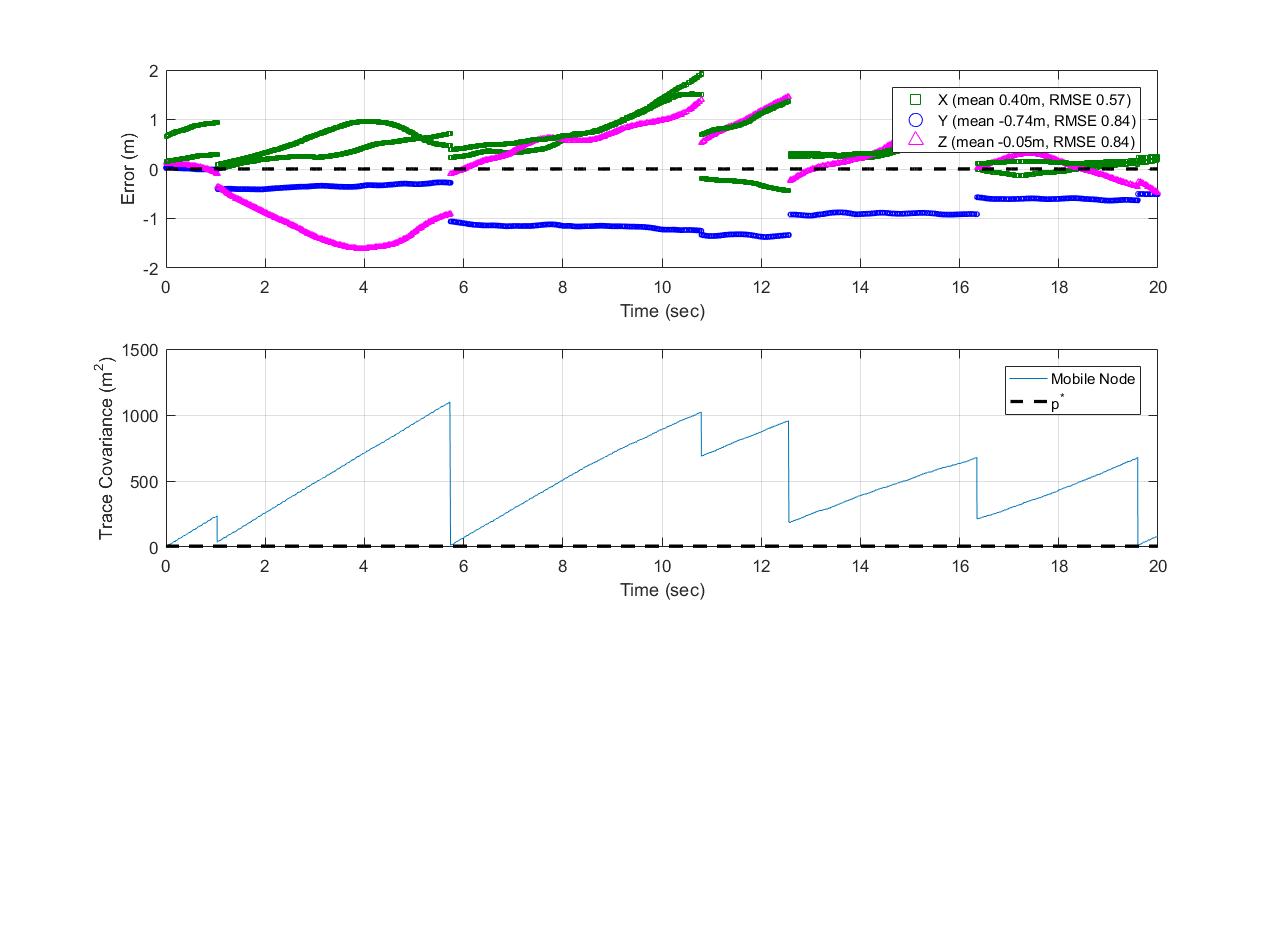 2
1
0
-1
-2
Error (m)
X (mean 0.40m, RMSE 0.57)
Y (mean -0.74m, RMSE 0.84)
Z (mean -0.05m, RMSE 0.84)
0 2 4 6 8 10 12 14 16 18 20
Time (sec)
1500
1000
500
0
Trace Covariance (m²)
Mobile Node
p*
0 2 4 6 8 10 12 14 16 18 20
Time (sec)